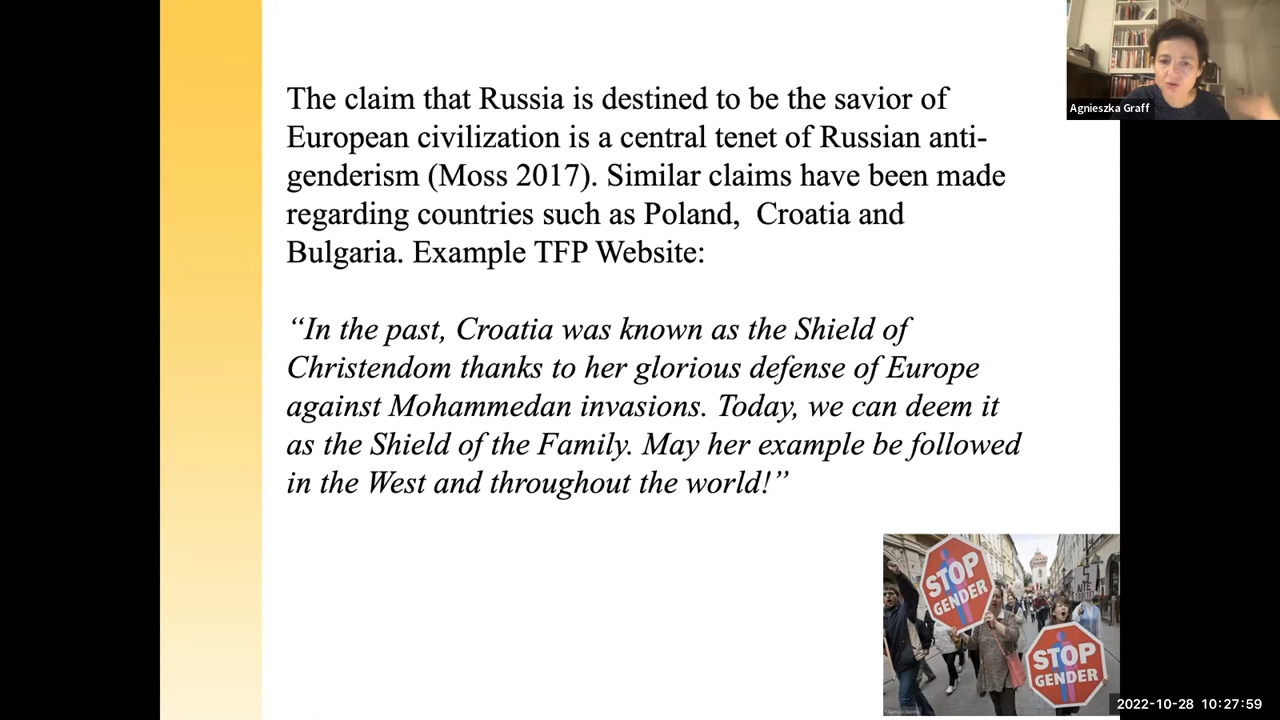 The claim that Russia is destined to be the savior of
European civilization is a central tenet of Russian anti-
genderism (Moss 2017). Similar claims have been made
regarding countries such as Poland,  Croatia and
Bulgaria. Example TFP Website:
“In the past, Croatia was known as the Shield of
Christendom thanks to her glorious defense of Europe
against Mohammedan invasions. Today, we can deem it
as the Shield of the Family. May her example be followed
in the West and throughout the world!”
Agnieszka Graff
STOP
GENDER
STOP
GENDER
2022-10-28 10:27:59